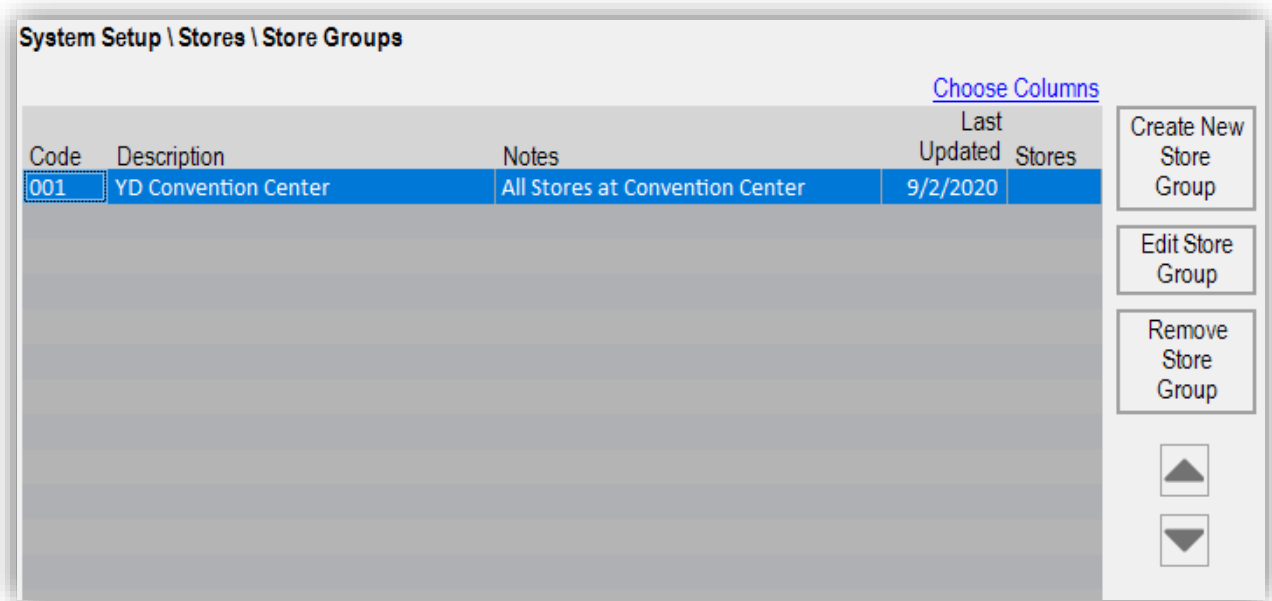 System Setup \ Stores \ Store Groups
Choose Columns
Code Description Notes Last Updated Stores
001 YD Convention Center All Stores at Convention Center 9/2/2020
Create New
Store
Group
Edit Store
Group
Remove
Store
Group